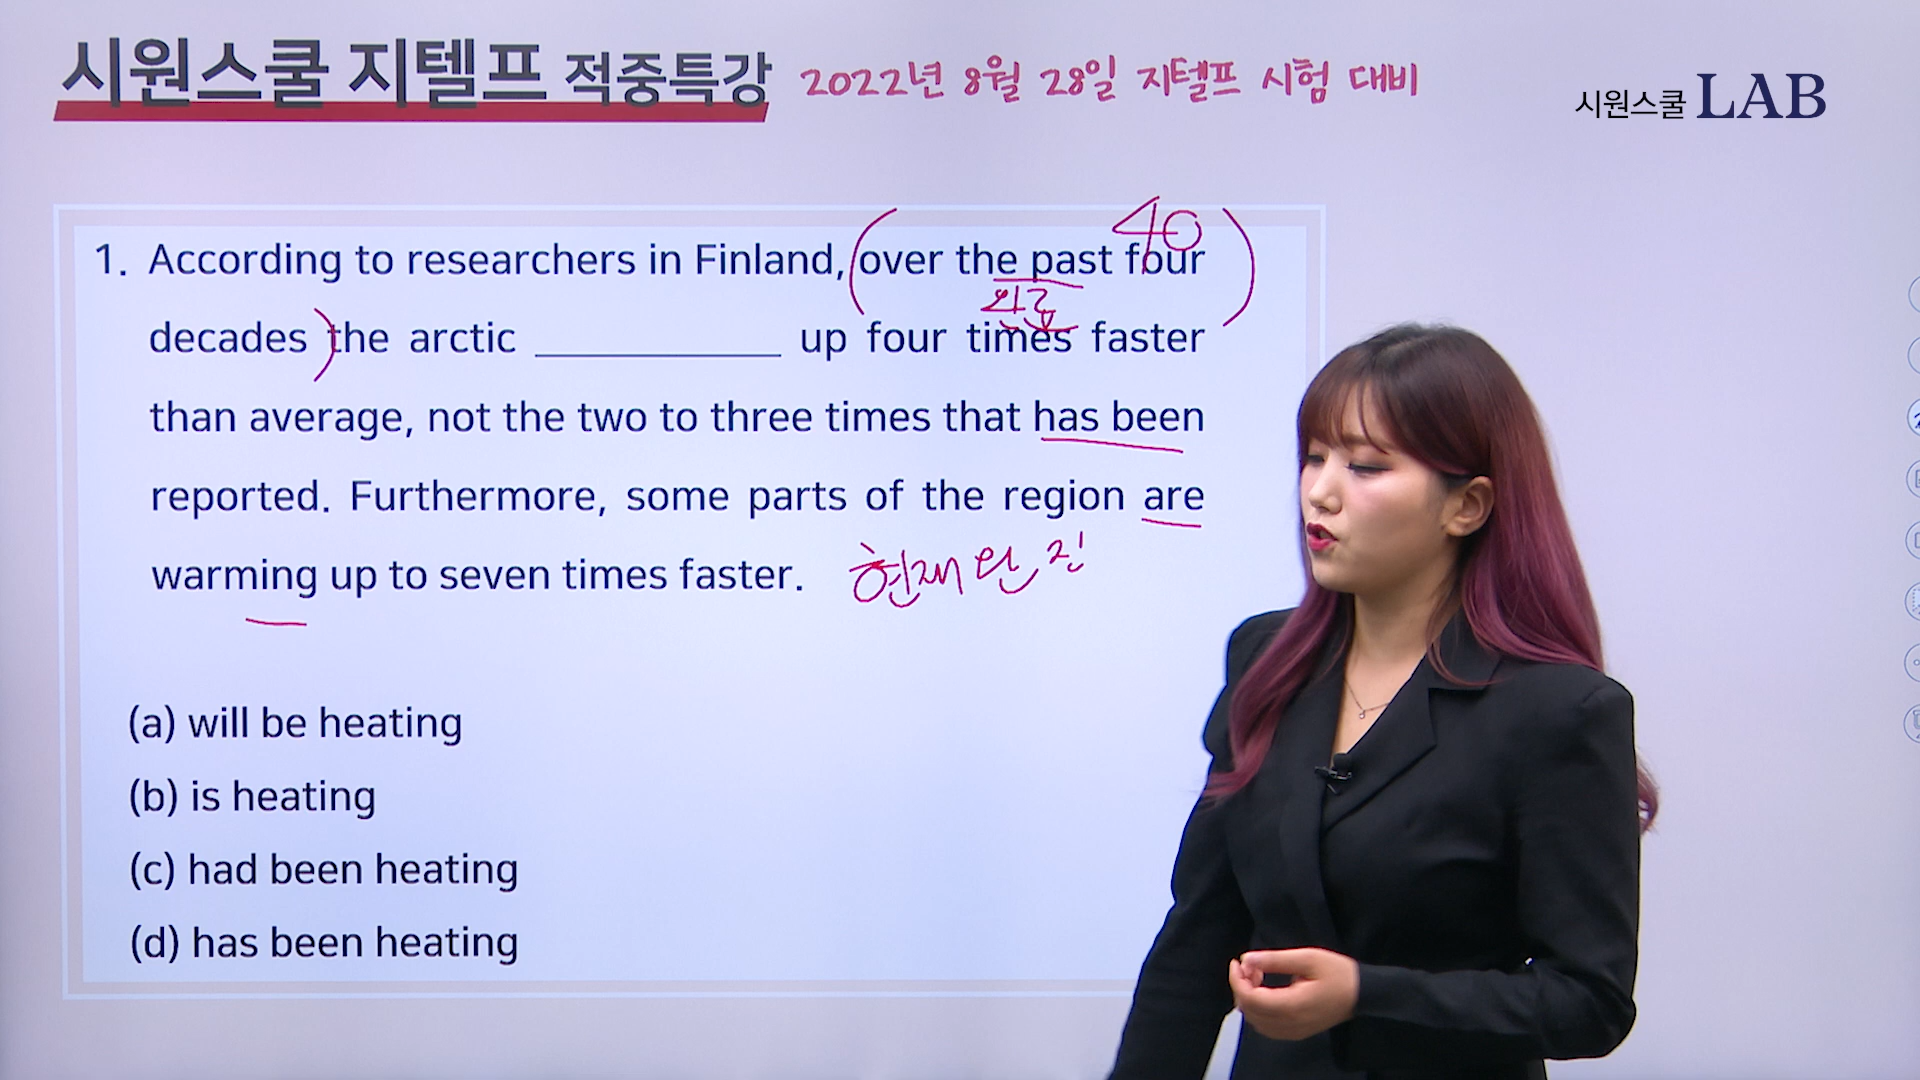 시원스쿨 지텔프 적중특강 2022년 8월 28일 지텔프 시험 대비
시원스쿨 LAB
40
1. According to researchers in Finland, over the past four
완료
decades the arctic __________ up four times faster
than average, not the two to three times that has been
reported. Furthermore, some parts of the region are
warming up to seven times faster. 현재완진
(a) will be heating
(b) is heating
(c) had been heating
(d) has been heating